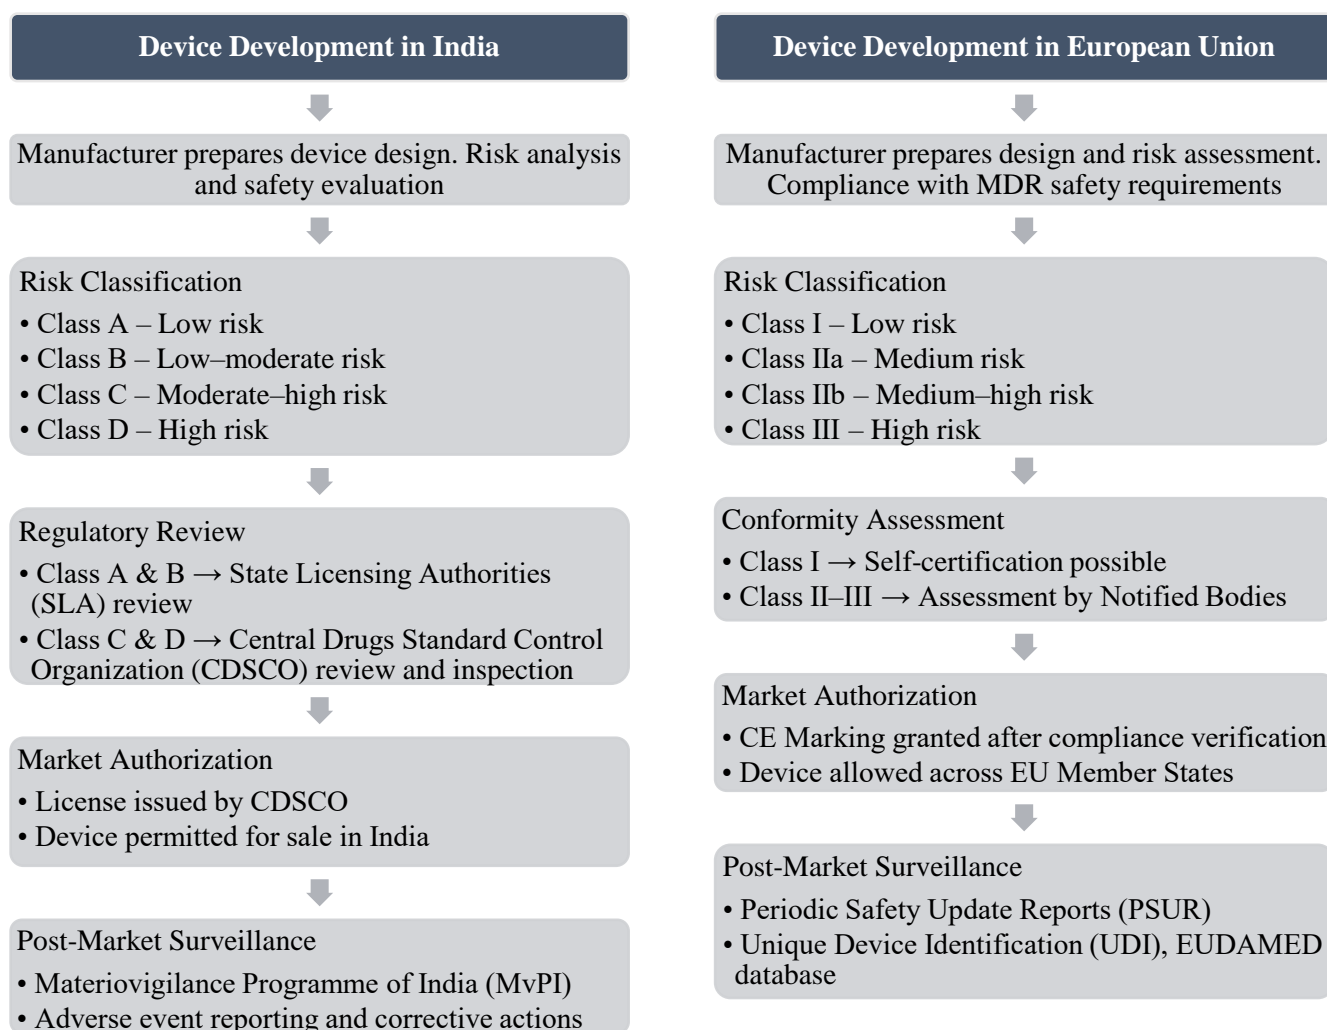 Device Development in India
Manufacturer prepares device design. Risk analysis
and safety evaluation
Risk Classification
• Class A – Low risk
• Class B – Low–moderate risk
• Class C – Moderate–high risk
• Class D – High risk
Regulatory Review
• Class A & B → State Licensing Authorities
(SLA) review
• Class C & D → Central Drugs Standard Control
Organization (CDSCO) review and inspection
Market Authorization
• License issued by CDSCO
• Device permitted for sale in India
Post-Market Surveillance
• Materiovigilance Programme of India (MvPI)
• Adverse event reporting and corrective actions
Device Development in European Union
Manufacturer prepares design and risk assessment.
Compliance with MDR safety requirements
Risk Classification
• Class I – Low risk
• Class IIa – Medium risk
• Class IIb – Medium–high risk
• Class III – High risk
Conformity Assessment
• Class I → Self-certification possible
• Class II–III → Assessment by Notified Bodies
Market Authorization
• CE Marking granted after compliance verification
• Device allowed across EU Member States
Post-Market Surveillance
• Periodic Safety Update Reports (PSUR)
• Unique Device Identification (UDI), EUDAMED
database